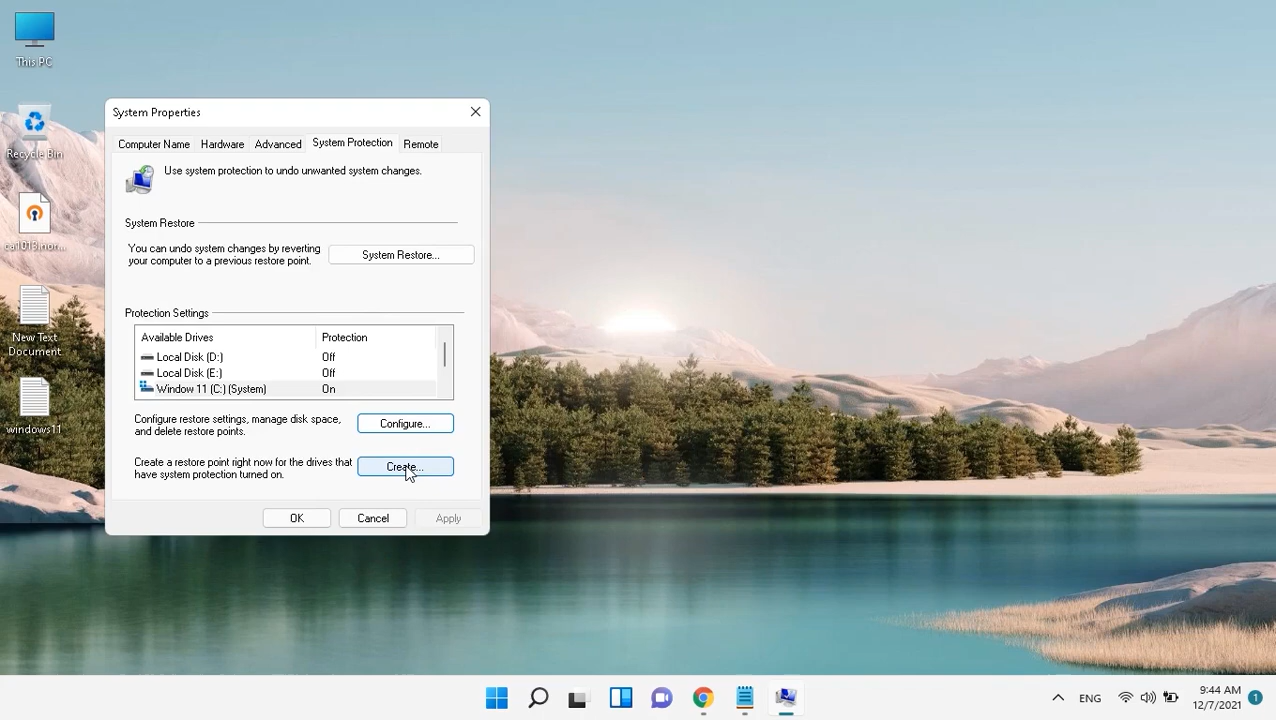 This PC
Recycle Bin
New Text
Document
windows11
System Properties
Computer Name
Hardware
Advanced
System Protection
Remote
Use system protection to undo unwanted system changes.
System Restore
You can undo system changes by reverting
your computer to a previous restore point.
System Restore...
Protection Settings
Available Drives
Protection
Local Disk (D:)
Off
Local Disk (E:)
Off
Window 11 (C:) (System)
On
Configure restore settings, manage disk space,
and delete restore points.
Configure...
Create a restore point right now for the drives that
have system protection turned on.
Create...
OK
Cancel
Apply
ENG
9:44 AM
12/7/2021
1